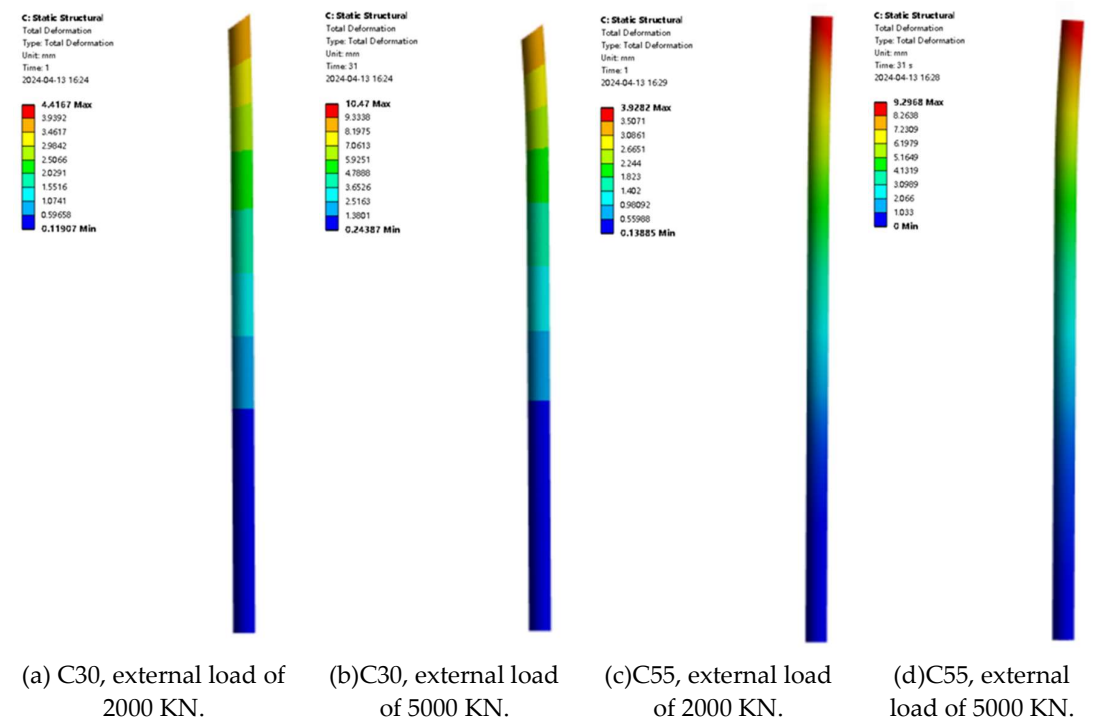 C: Static Structural
Total Deformation
Type: Total Deformation
Unit: mm
Time: 1
2024-04-13 16:24
4.4167 Max
3.9392
3.4617
2.9842
2.5066
2.0291
1.5516
1.0741
0.59658
0.11907 Min
(a) C30, external load of
2000 KN.
C: Static Structural
Total Deformation
Type: Total Deformation
Unit: mm
Time: 31
2024-04-13 16:24
10.47 Max
9.3338
8.1975
7.0613
5.9251
4.7888
3.6526
2.5163
1.3801
0.24387 Min
(b)C30, external load
of 5000 KN.
C: Static Structural
Total Deformation
Type: Total Deformation
Unit: mm
Time: 1
2024-04-13 16:29
3.9282 Max
3.5071
3.0861
2.6651
2.244
1.823
1.402
0.98092
0.55988
0.13885 Min
(c)C55, external load
of 2000 KN.
C: Static Structural
Total Deformation
Type: Total Deformation
Unit: mm
Time: 31 s
2024-04-13 16:28
9.2968 Max
8.2638
7.2309
6.1979
5.1649
4.1319
3.0989
2.066
1.033
0 Min
(d)C55, external
load of 5000 KN.